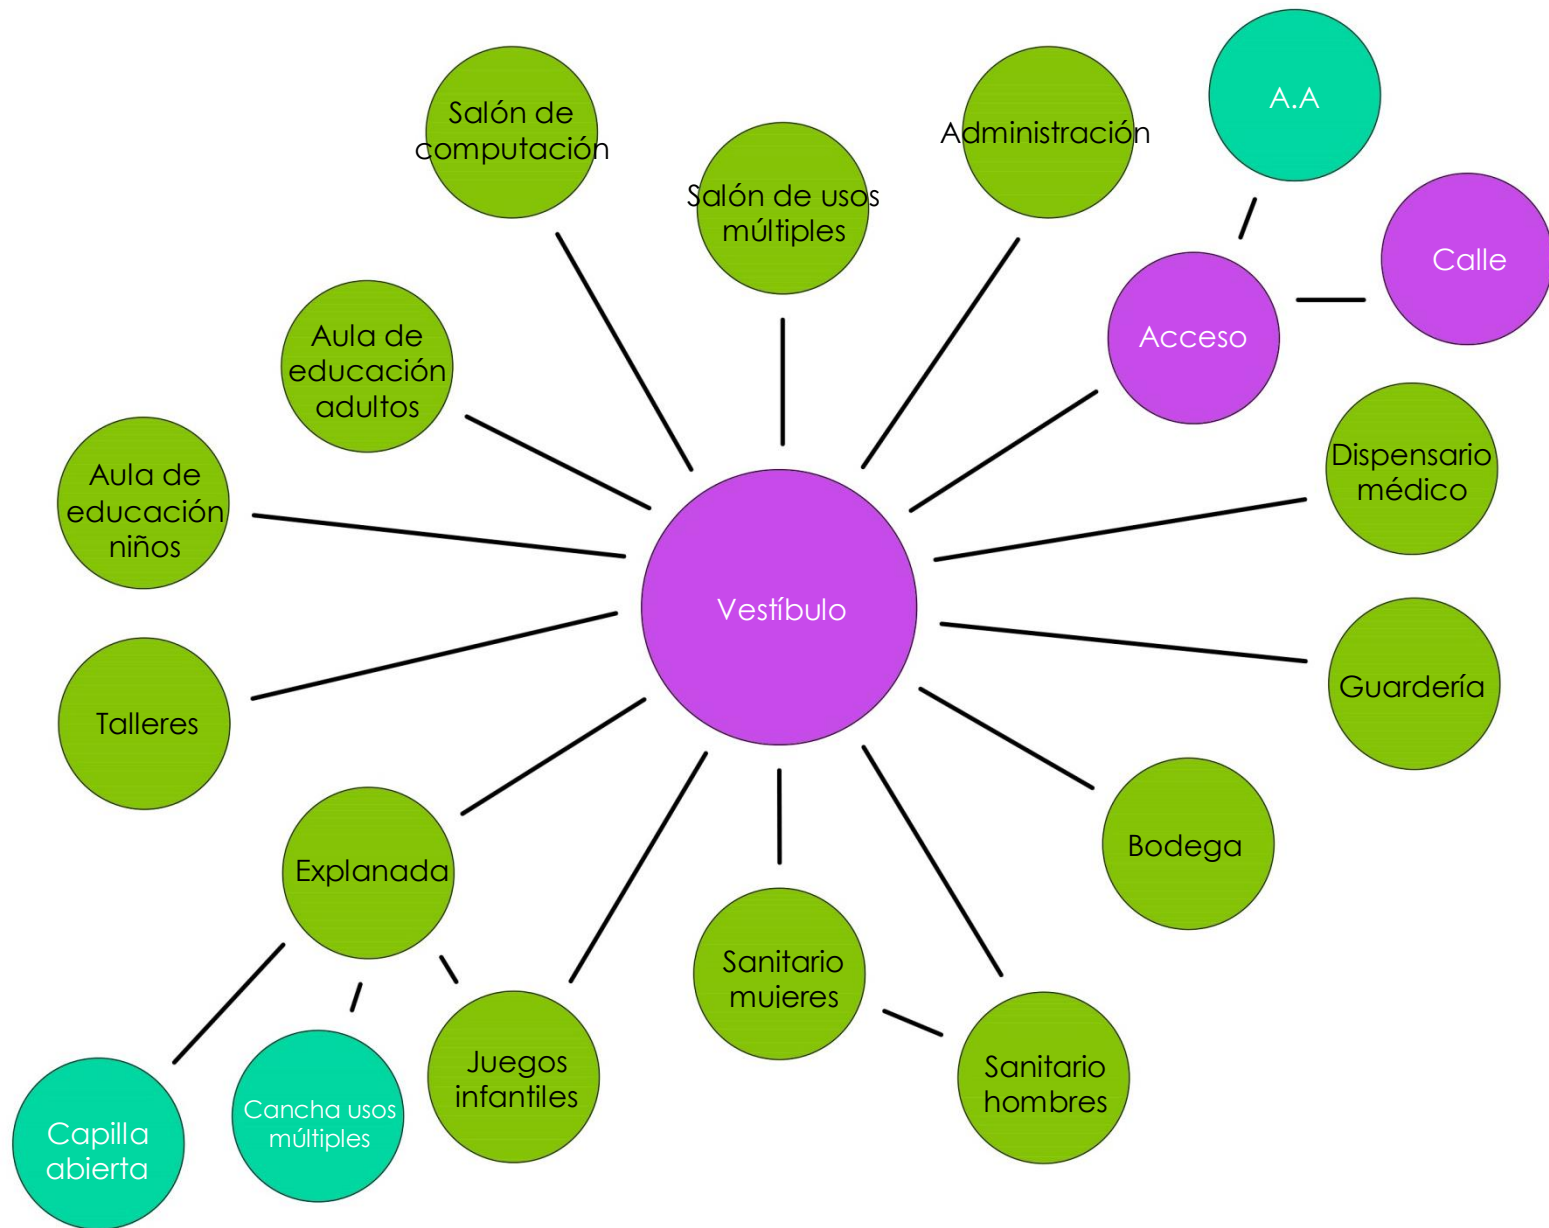 A.A
Salón de
computación
Administración
Salón de usos
múltiples
Calle
Acceso
Aula de
educación
adultos
Dispensario
médico
Aula de
educación
niños
Vestíbulo
Guardería
Talleres
Bodega
Explanada
Sanitario
mujeres
Juegos
infantiles
Sanitario
hombres
Cancha usos
múltiples
Capilla
abierta